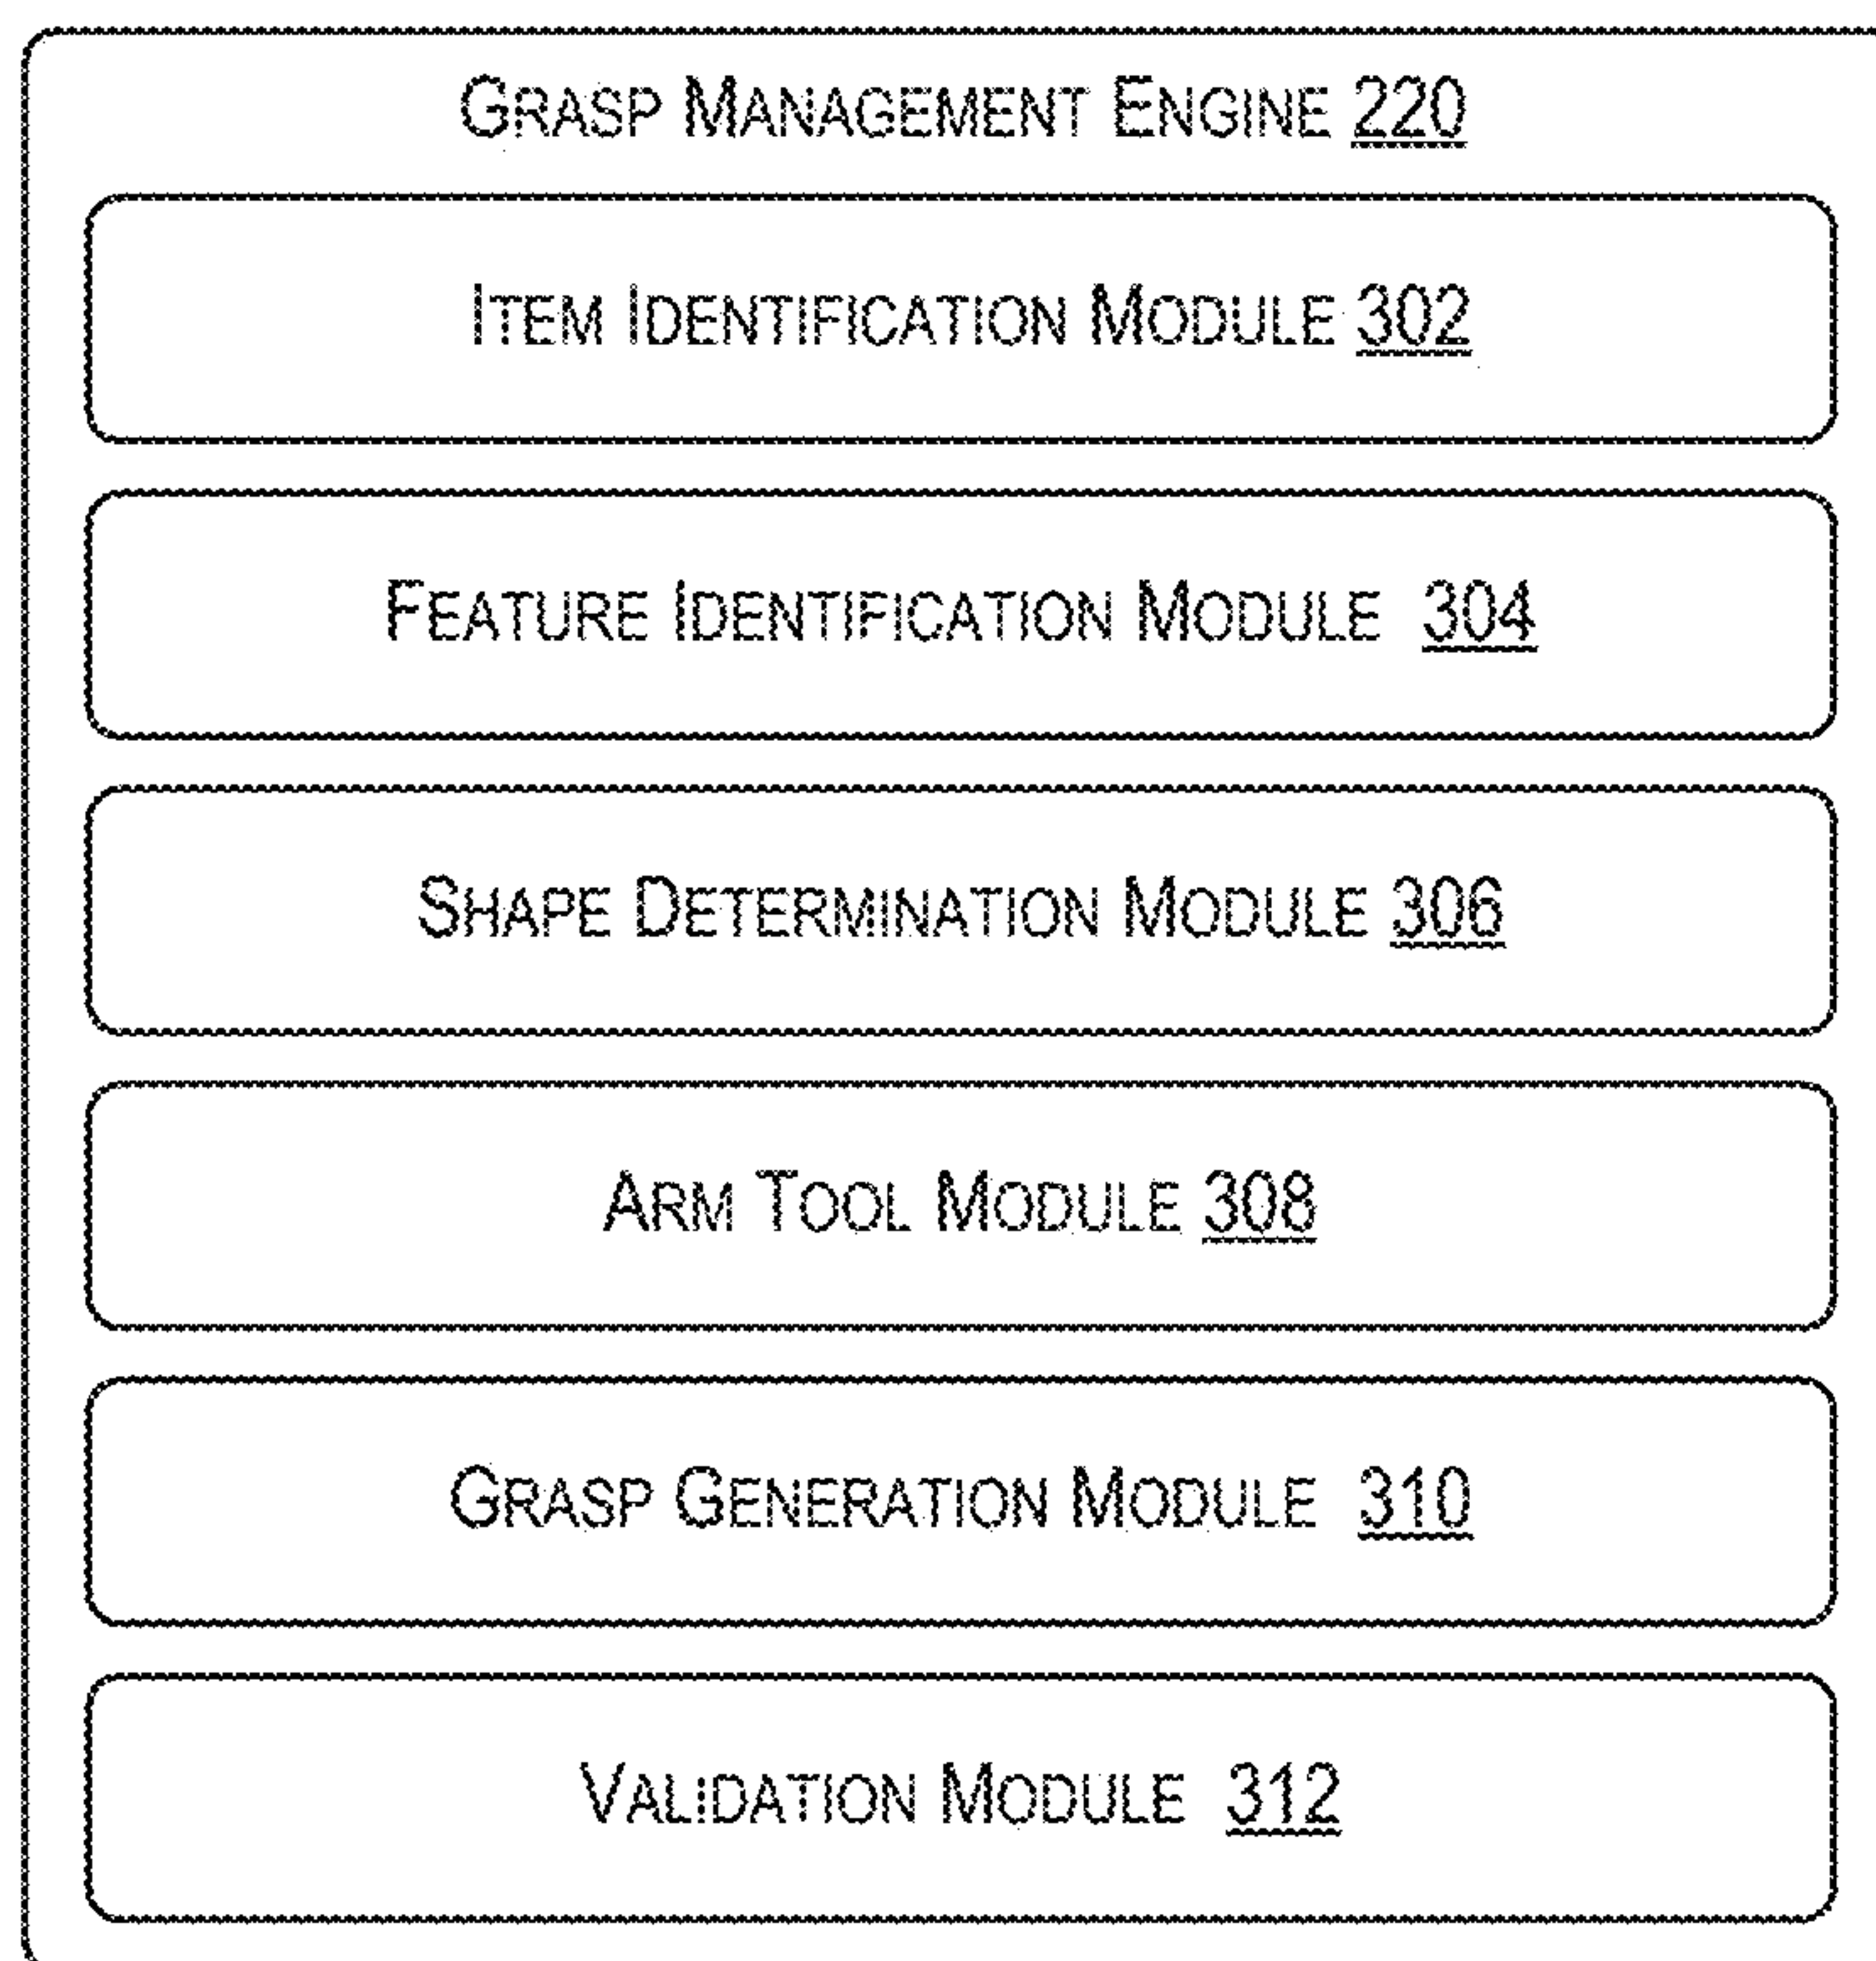 GRASP MANAGEMENT ENGINE 220
ITEM IDENTIFICATION MODULE 302
FEATURE IDENTIFICATION MODULE 304
SHAPE DETERMINATION MODULE 306
ARM TOOL MODULE 308
GRASP GENERATION MODULE 310
VALIDATION MODULE 312